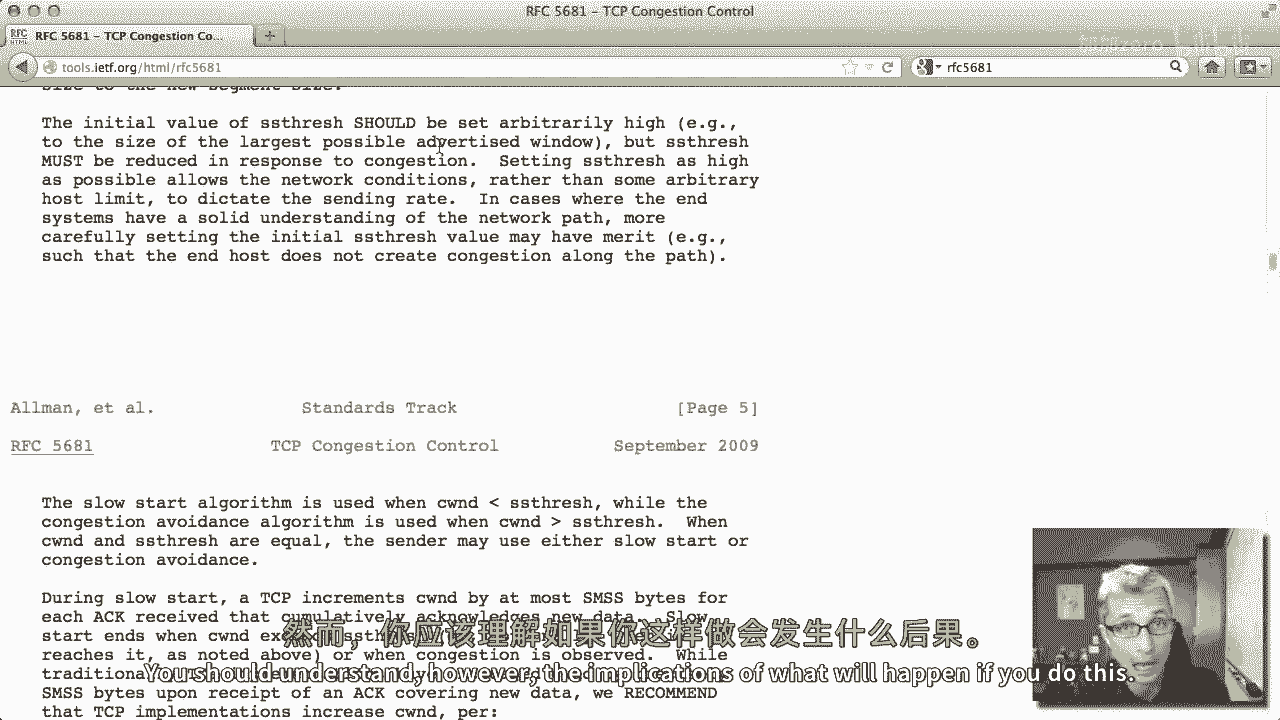 RFC 5681 – TCP Congestion Control
RFC HTML RFC 5681 – TCP Congestion Co...
tools.ietf.org/html/rfc5681
rfc5681
size to the new segment size.
The initial value of ssthresh SHOULD be set arbitrarily high (e.g.,
to the size of the largest possible advertised window), but ssthresh
MUST be reduced in response to congestion. Setting ssthresh as high
as possible allows the network conditions, rather than some arbitrary
host limit, to dictate the sending rate. In cases where the end
systems have a solid understanding of the network path, more
carefully setting the initial ssthresh value may have merit (e.g.,
such that the end host does not create congestion along the path).
Allman, et al. Standards Track [Page 5]
RFC 5681 TCP Congestion Control September 2009
The slow start algorithm is used when cwnd < ssthresh, while the
congestion avoidance algorithm is used when cwnd > ssthresh. When
cwnd and ssthresh are equal, the sender may use either slow start or
congestion avoidance.
During slow start, a TCP increments cwnd by at most SMSS bytes for
each ACK received that cumulatively acknowledges new data. Slow
start ends when cwnd
reaches it, as noted above) or when congestion is observed. While
SMSS bytes upon receipt of an ACK covering new data, we RECOMMEND
that TCP implementations increase cwnd, per:
然而，你应该理解如果你这样做会发生什么后果。
You should understand, however, the implications of what will happen if you do this.